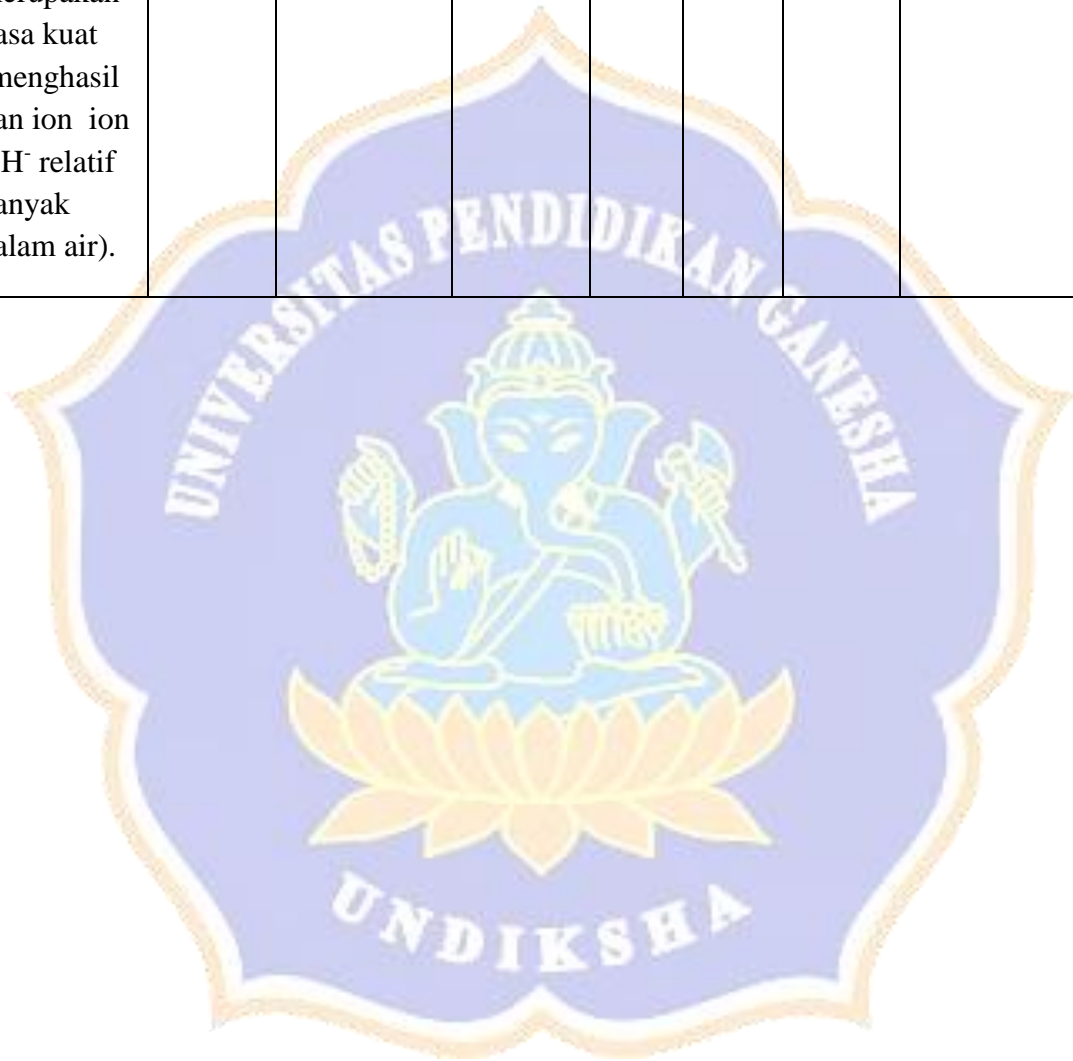 erupakan
asa kuat
menghasil
an ion ion
H⁻ relatif
anyak
alam air).
UNIVERSITAS PENDIDIKAN GANESHA
UNDIKSHA